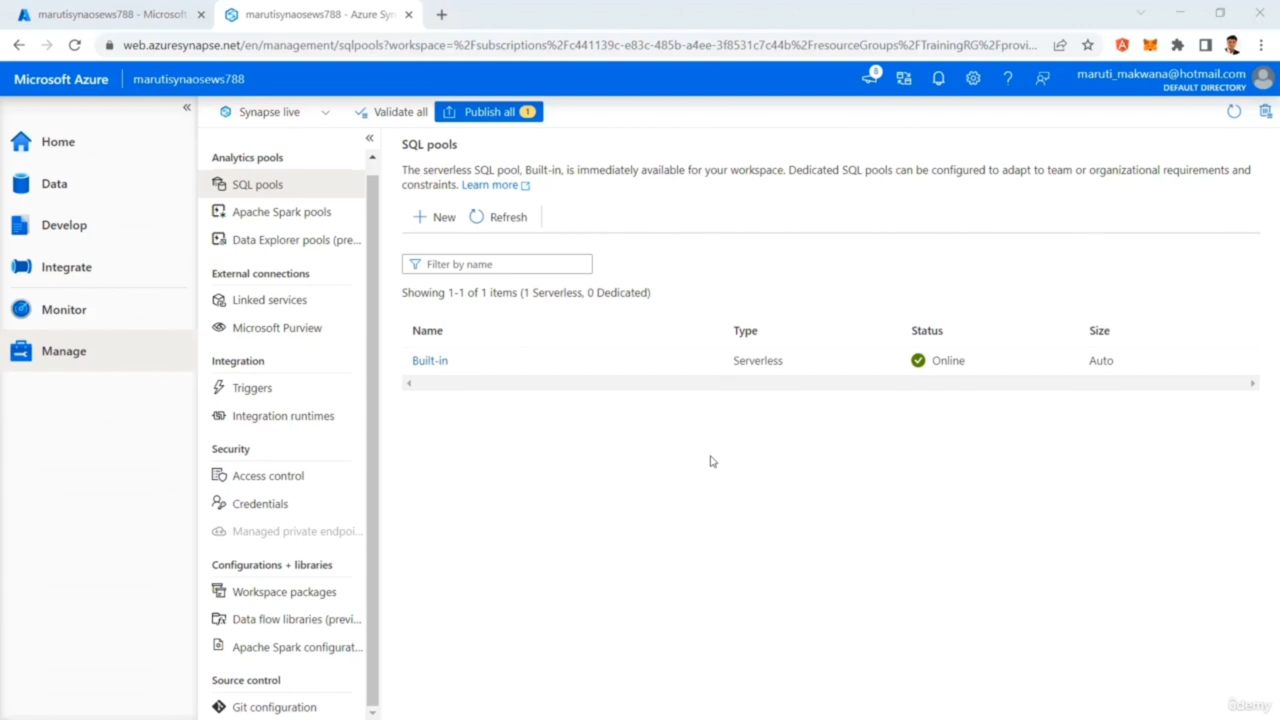 marutisynaosews788 - Microsoft
marutisynaosews788 - Azure Syn
web.azuresynapse.net/en/management/sqlpools?workspace=%2Fsubscriptions%2Fc441139c-e83c-485b-a4ee-3f8531c7c44b%2FresourceGroups%2FTrainingRG%2Fprovi...
Microsoft Azure
marutisynaosews788
8
maruti_makwana@hotmail.com
DEFAULT DIRECTORY
«
Home
Data
Develop
Integrate
Monitor
Manage
Synapse live
Validate all
Publish all 1
«
Analytics pools
SQL pools
Apache Spark pools
Data Explorer pools (pre...
External connections
Linked services
Microsoft Purview
Integration
Triggers
Integration runtimes
Security
Access control
Credentials
Managed private endpoi...
Configurations + libraries
Workspace packages
Data flow libraries (previ...
Apache Spark configurat...
Source control
Git configuration
SQL pools
The serverless SQL pool, Built-in, is immediately available for your workspace. Dedicated SQL pools can be configured to adapt to team or organizational requirements and
constraints. Learn more
New
Refresh
Filter by name
Showing 1-1 of 1 items (1 Serverless, 0 Dedicated)
Name Type Status Size
Built-in Serverless Online Auto
ûdemy